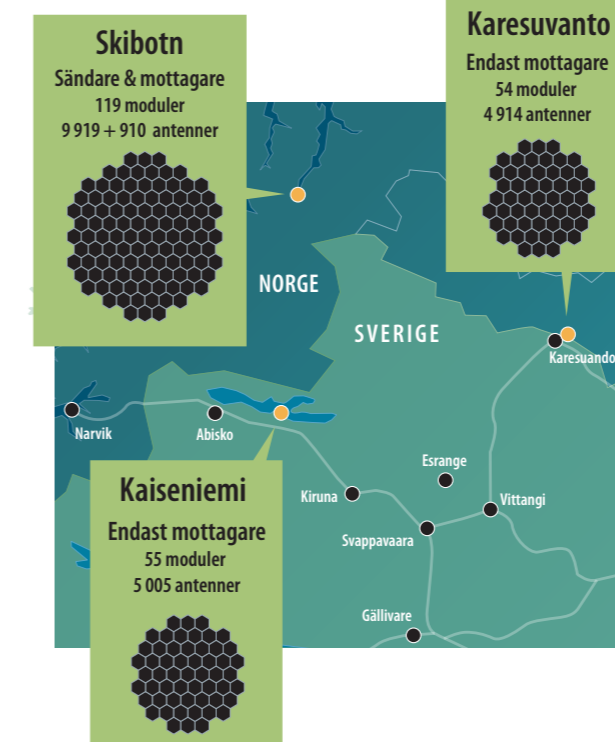 Skibotn
Sändare & mottagare
119 moduler
9 919 + 910 antenner
Karesuvanto
Endast mottagare
54 moduler
4 914 antenner
NORGE
SVERIGE
Karesuando
Narvik
Abisko
Kaiseniemi
Endast mottagare
55 moduler
5 005 antenner
Esrange
Kiruna
Vittangi
Svappavaara
Gällivare